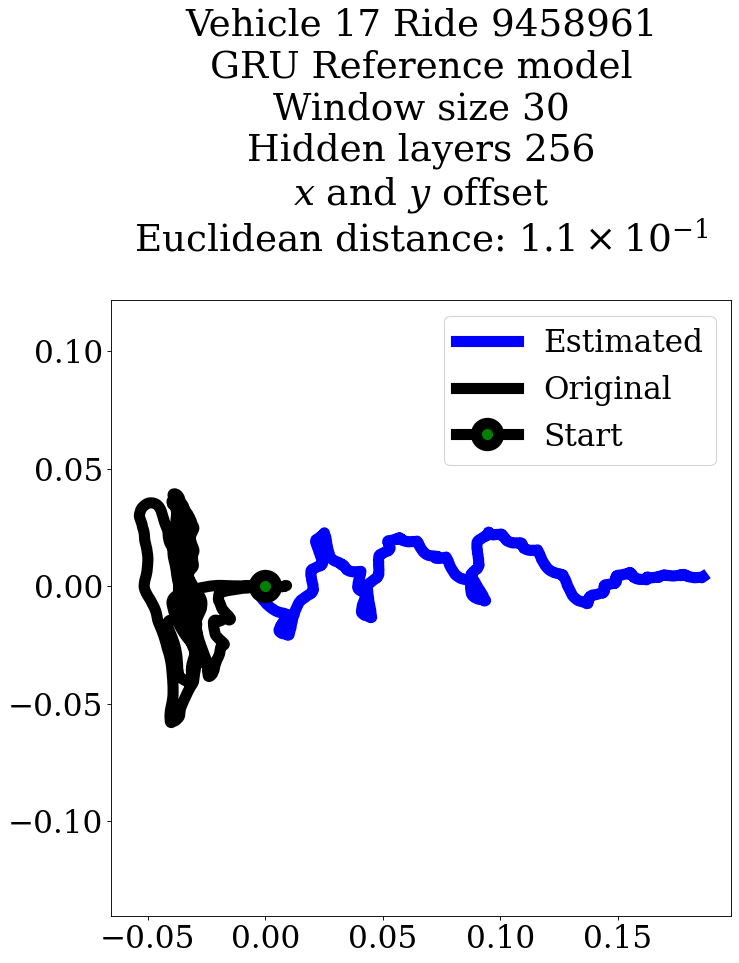 Vehicle 17 Ride 9458961
GRU Reference model
Window size 30
Hidden layers 256
x and y offset
Euclidean distance: 1.1 × 10⁻¹
Estimated
Original
Start
0.10
0.05
0.00
−0.05
−0.10
−0.05 0.00 0.05 0.10 0.15